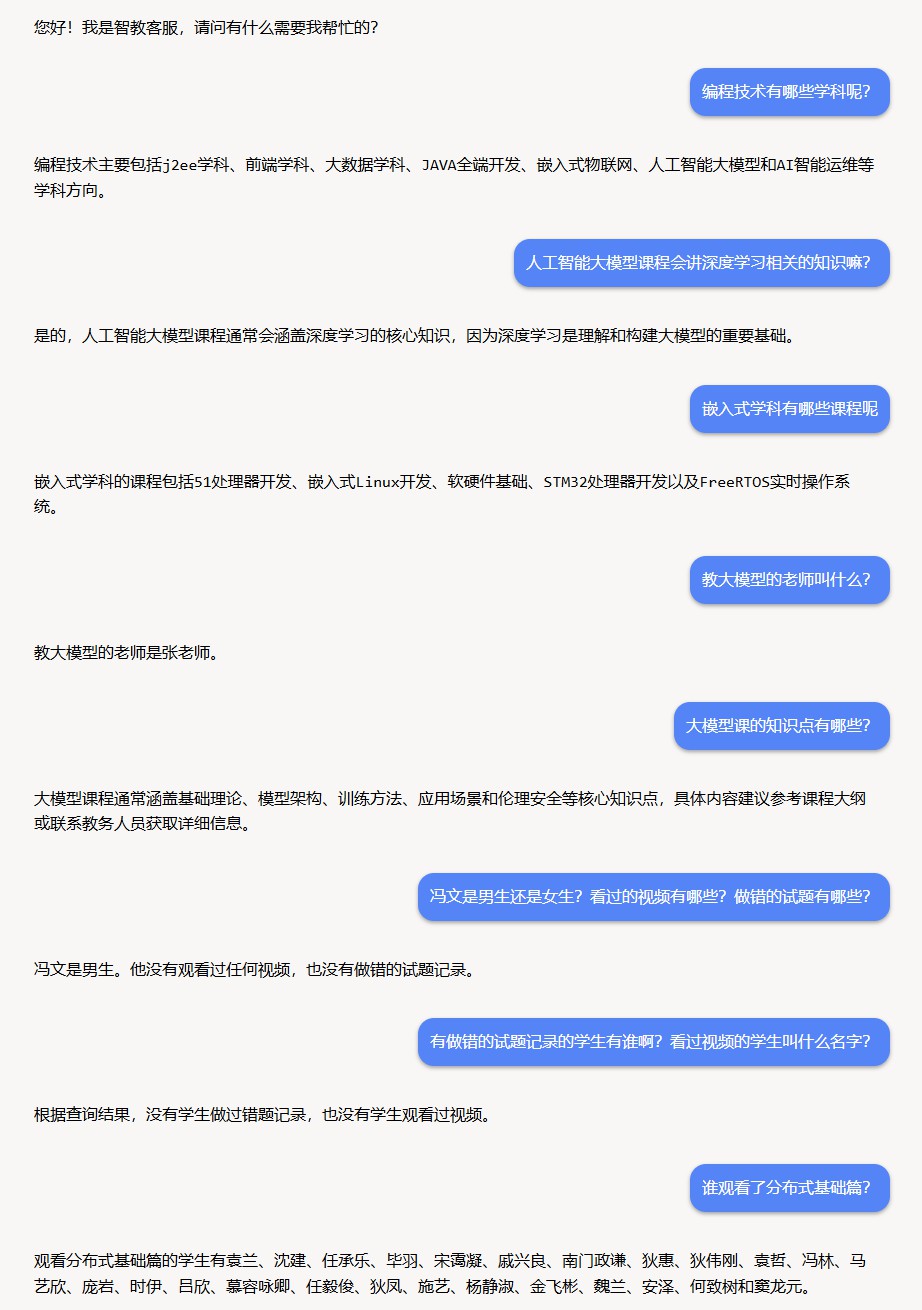 您好！我是智教客服，请问有什么需要我帮忙的？
编程技术有哪些学科呢？
编程技术主要包括j2ee学科、前端学科、大数据学科、JAVA全端开发、嵌入式物联网、人工智能大模型和AI智能运维等
学科方向。
人工智能大模型课程会讲深度学习相关的知识嘛？
是的，人工智能大模型课程通常会涵盖深度学习的核心知识，因为深度学习是理解和构建大模型的重要基础。
嵌入式学科有哪些课程呢
嵌入式学科的课程包括51处理器开发、嵌入式Linux开发、软硬件基础、STM32处理器开发以及FreeRTOS实时操作系
统。
教大模型的老师叫什么？
教大模型的老师是张老师。
大模型课的知识点有哪些？
大模型课程通常涵盖基础理论、模型架构、训练方法、应用场景和伦理安全等核心知识点，具体内容建议参考课程大纲
或联系教务人员获取详细信息。
冯文是男生还是女生？看过的视频有哪些？做错的试题有哪些？
冯文是男生。他没有观看过任何视频，也没有做错的试题记录。
有做错的试题记录的学生有谁啊？看过视频的学生叫什么名字？
根据查询结果，没有学生做过错题记录，也没有学生观看过视频。
谁观看了分布式基础篇？
观看分布式基础篇的学生有袁兰、沈建、任承乐、毕羽、宋霭凝、戚兴良、南门政谦、狄惠、狄伟刚、袁哲、冯林、马
艺欣、庞岩、时伊、吕欣、慕容咏卿、任毅俊、狄凤、施艺、杨静淑、金飞彬、魏兰、安泽、何致树和窦龙元。